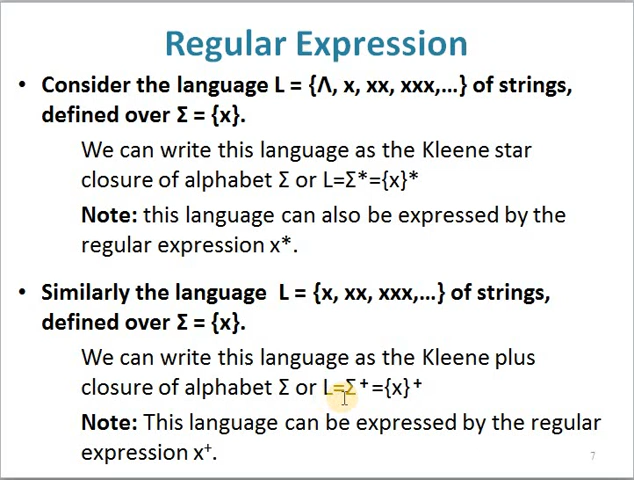 Regular Expression
• Consider the language L = {Λ, x, xx, xxx,...} of strings,
defined over Σ = {x}.
We can write this language as the Kleene star
closure of alphabet Σ or L=Σ*={x}*
Note: this language can also be expressed by the
regular expression x*.
• Similarly the language  L = {x, xx, xxx,...} of strings,
defined over Σ = {x}.
We can write this language as the Kleene plus
closure of alphabet Σ or L=Σ⁺={x}⁺
Note: This language can be expressed by the regular
expression x⁺.
7